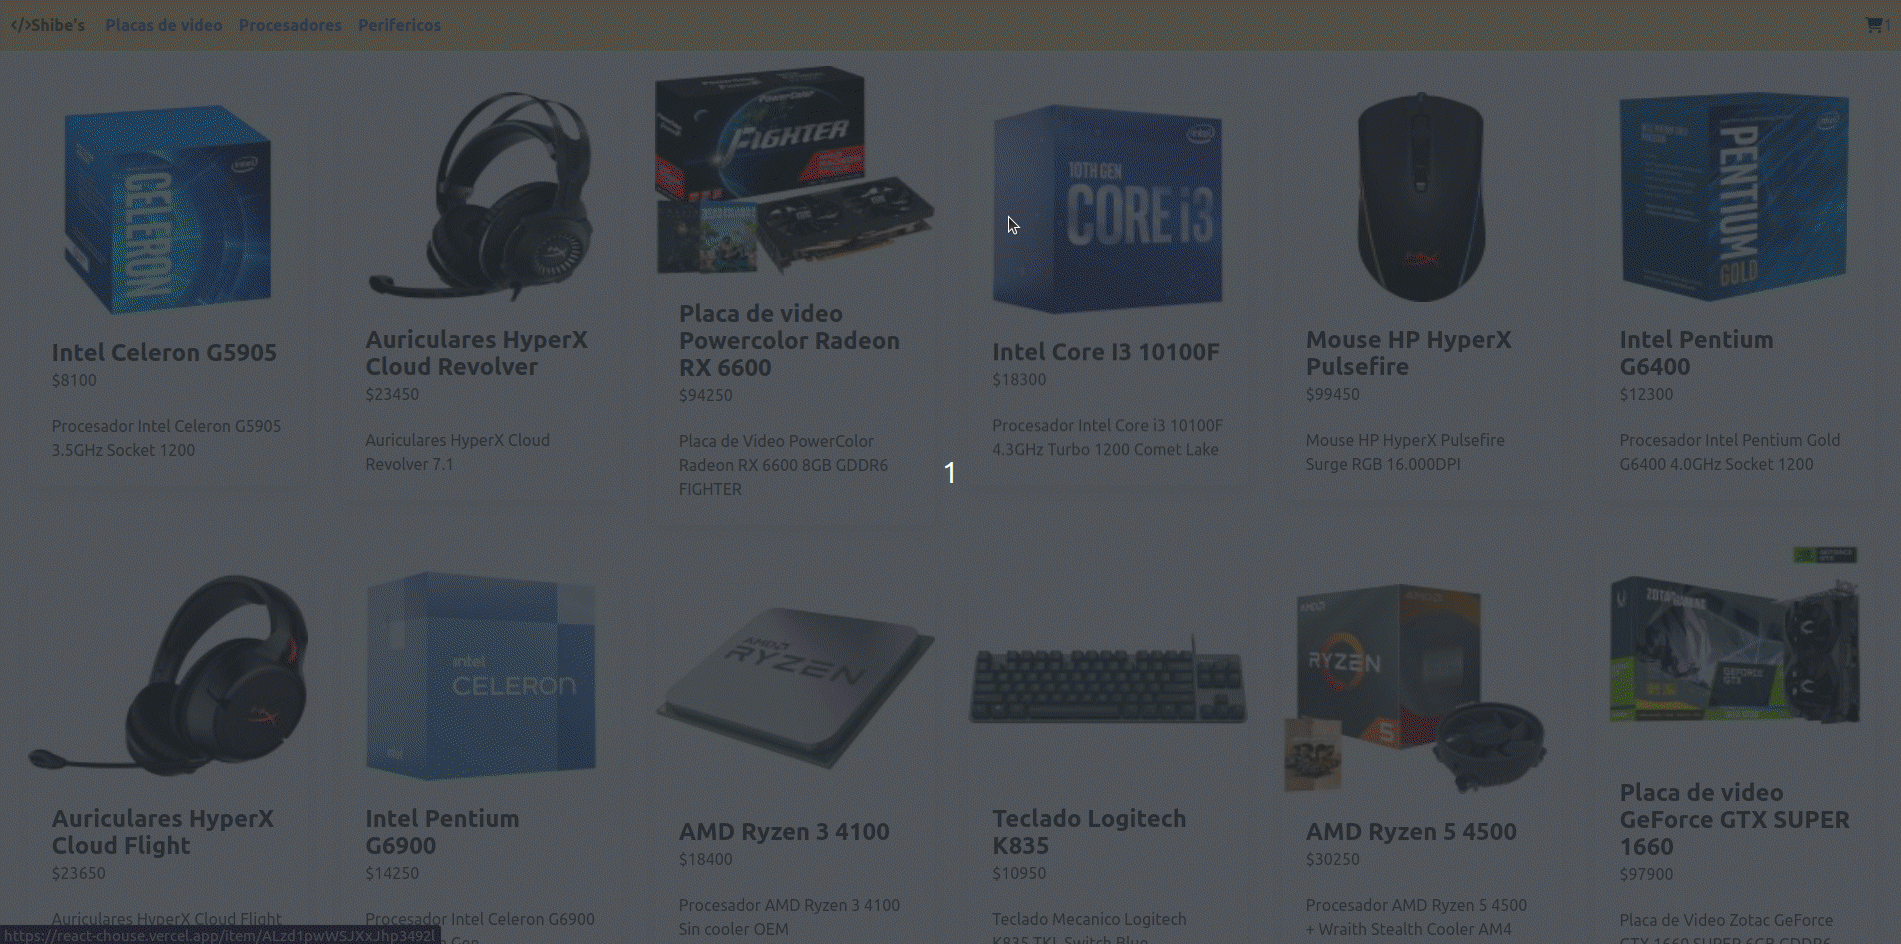 </>Shibe's Placas de video Procesadores Perifericos 1
CELERON
intel
PowerColor
FIGHTER
intel
10TH GEN
CORE i3
intel
PENTIUM
GOLD
Intel Celeron G5905
$8100
Procesador Intel Celeron G5905
3.5GHz Socket 1200
Auriculares HyperX
Cloud Revolver
$23450
Auriculares HyperX Cloud
Revolver 7.1
Placa de video
Powercolor Radeon
RX 6600
$94250
Placa de Video PowerColor
Radeon RX 6600 8GB GDDR6
FIGHTER
Intel Core I3 10100F
$18300
Procesador Intel Core i3 10100F
4.3GHz Turbo 1200 Comet Lake
Mouse HP HyperX
Pulsefire
$99450
Mouse HP HyperX Pulsefire
Surge RGB 16.000DPI
Intel Pentium
G6400
$12300
Procesador Intel Pentium Gold
G6400 4.0GHz Socket 1200
1
intel
CELERON
intel
AMD
RYZEN
AMD
AMD
RYZEN
5
ZOTAC GAMING
GEFORCE
GTX
Auriculares HyperX
Cloud Flight
$23650
Auriculares HyperX Cloud Flight
Intel Pentium
G6900
$14250
Procesador Intel Celeron G6900
Gen
AMD Ryzen 3 4100
$18400
Procesador AMD Ryzen 3 4100
Sin cooler OEM
Teclado Logitech
K835
$10950
Teclado Mecanico Logitech
K835 TKL Switch Blue
AMD Ryzen 5 4500
$30250
Procesador AMD Ryzen 5 4500
+ Wraith Stealth Cooler AM4
Placa de video
GeForce GTX SUPER
1660
$97900
Placa de Video Zotac GeForce
GTX 1660 SUPER 6GB GDDR6
https://react-chouse.vercel.app/item/ALzd1pwWSJXxJhp3492l